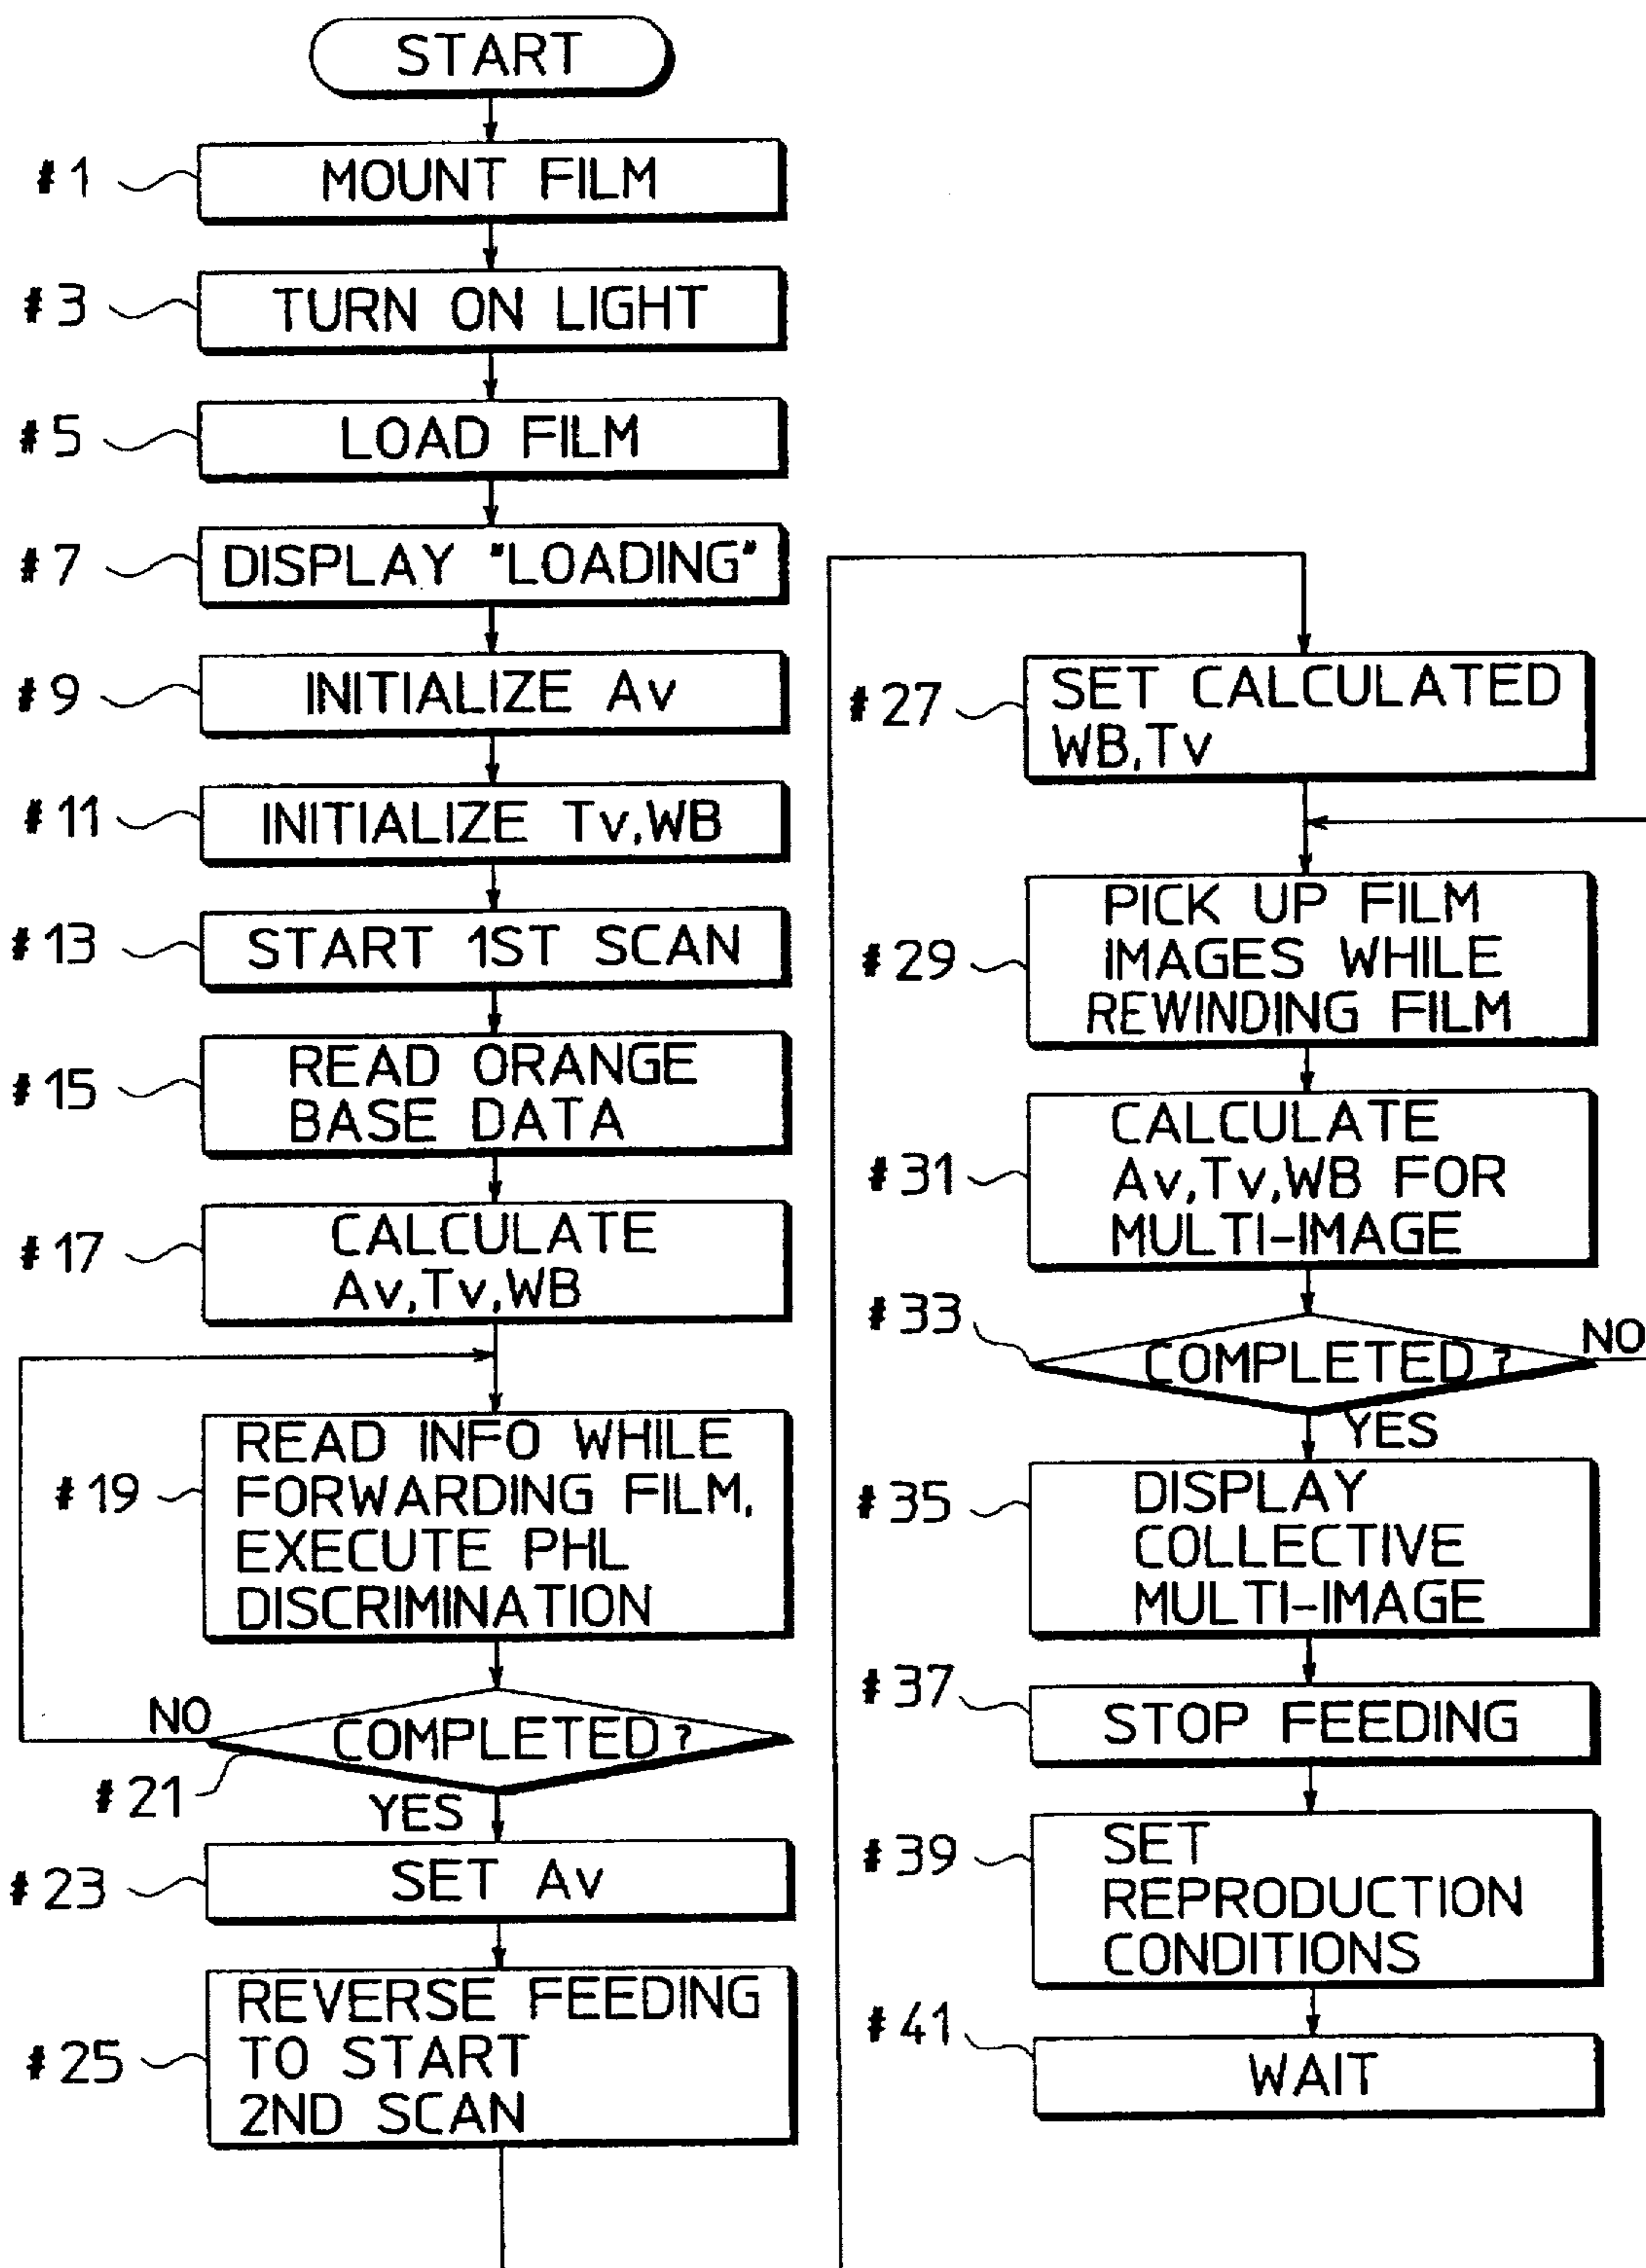 START
#1
MOUNT FILM
#3
TURN ON LIGHT
#5
LOAD FILM
#7
DISPLAY "LOADING"
#9
INITIALIZE Av
#11
INITIALIZE Tv,WB
#13
START 1ST SCAN
#15
READ ORANGE
BASE DATA
#17
CALCULATE
Av,Tv,WB
#19
READ INFO WHILE
FORWARDING FILM,
EXECUTE PHL
DISCRIMINATION
NO
COMPLETED?
#21
YES
#23
SET Av
#25
REVERSE FEEDING
TO START
2ND SCAN
#27
SET CALCULATED
WB,Tv
#29
PICK UP FILM
IMAGES WHILE
REWINDING FILM
#31
CALCULATE
Av,Tv,WB FOR
MULTI-IMAGE
#33
COMPLETED?
NO
YES
#35
DISPLAY
COLLECTIVE
MULTI-IMAGE
#37
STOP FEEDING
#39
SET
REPRODUCTION
CONDITIONS
#41
WAIT